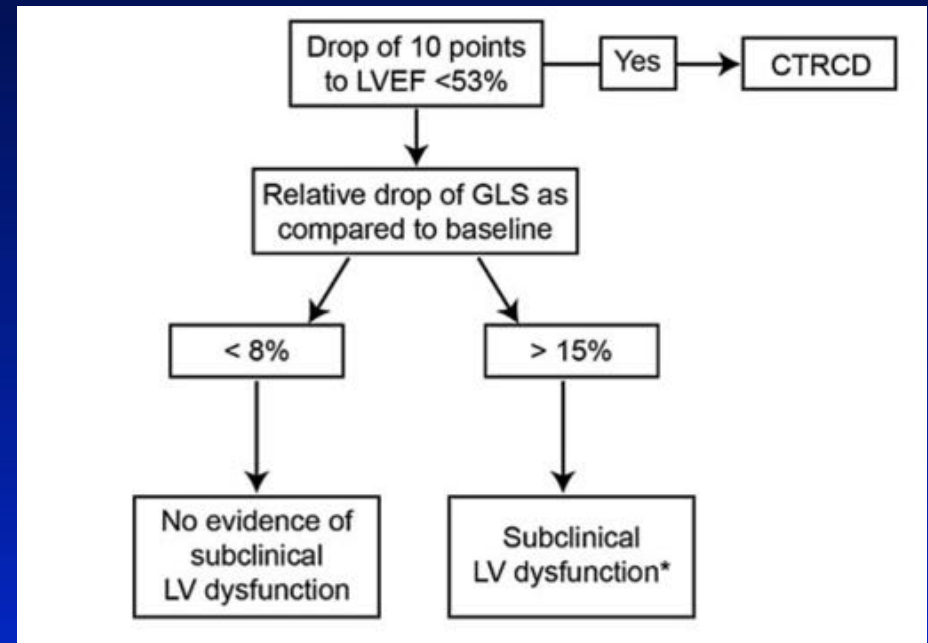 Drop of 10 points
to LVEF <53%
Yes
CTRCD
Relative drop of GLS as
compared to baseline
< 8%
> 15%
No evidence of
subclinical
LV dysfunction
Subclinical
LV dysfunction*